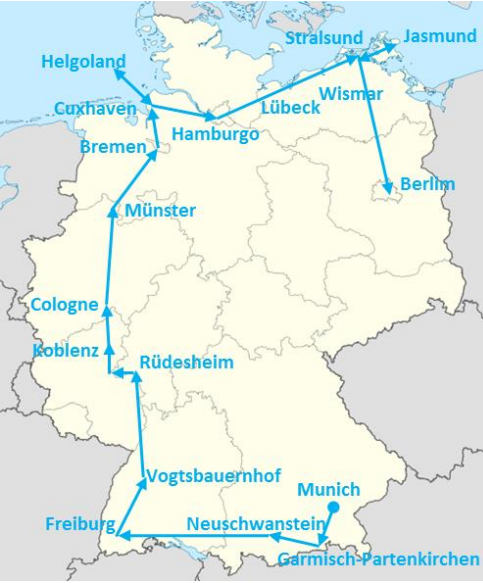 Stralsund
Jasmund
Helgoland
Wismar
Cuxhaven
Lübeck
Hamburgo
Bremen
Berlim
Münster
Cologne
Koblenz
Rüdesheim
Vogtsbauernhof
Munich
Freiburg
Neuschwanstein
Garmisch-Partenkirchen